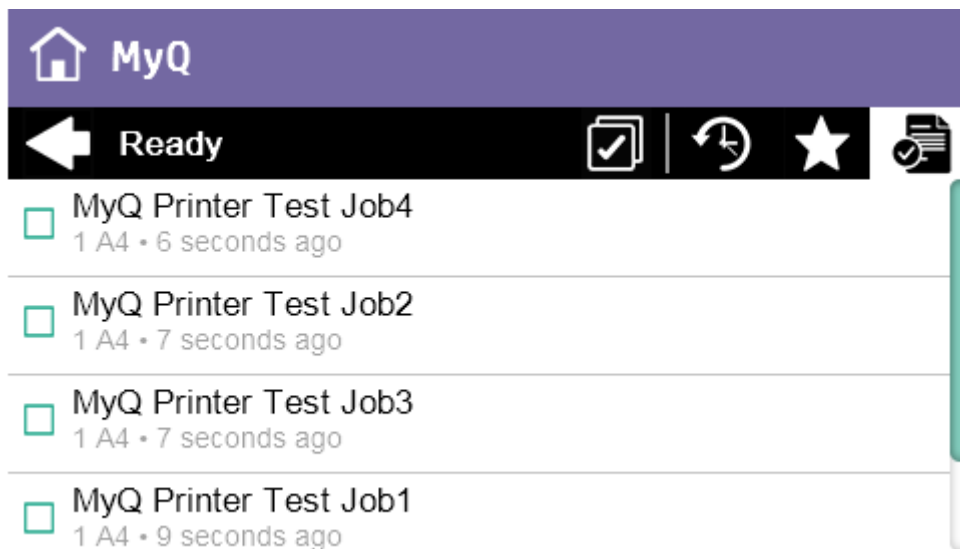 MyQ
Ready
MyQ Printer Test Job4
1 A4 • 6 seconds ago
MyQ Printer Test Job2
1 A4 • 7 seconds ago
MyQ Printer Test Job3
1 A4 • 7 seconds ago
MyQ Printer Test Job1
1 A4 • 9 seconds ago